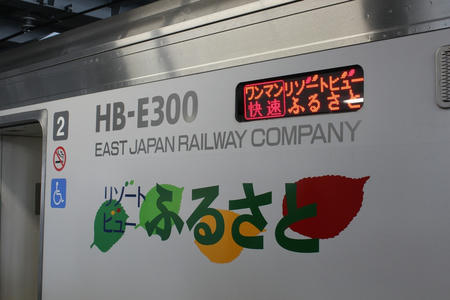 ワンマン リゾートビュー
快速 ふるさと
2
HB-E300
EAST JAPAN RAILWAY COMPANY
リゾート
ビュー
ふるさと